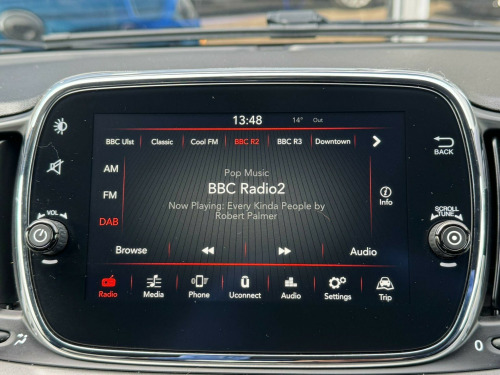 13:48 14° Out
BBC Ulst Classic Cool FM BBC R2 BBC R3 Downtown
AM
FM
DAB
Pop Music
BBC Radio2
Now Playing: Every Kinda People by
Robert Palmer
Info
BACK
VOL
SCROLL
TUNE
Browse Audio
Radio Media Phone Uconnect Audio Settings Trip
0